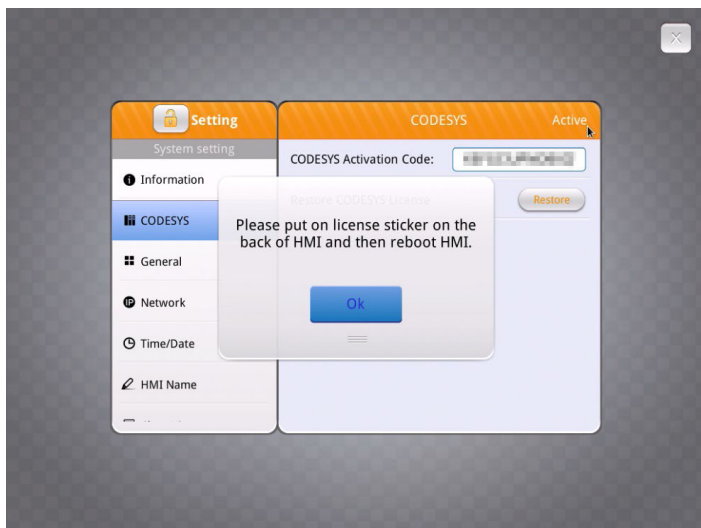 Setting
System setting
Information
CODESYS
General
Network
Time/Date
HMI Name
CODESYS Active
CODESYS Activation Code:
Restore CODESYS License Restore
Please put on license sticker on the
back of HMI and then reboot HMI.
Ok